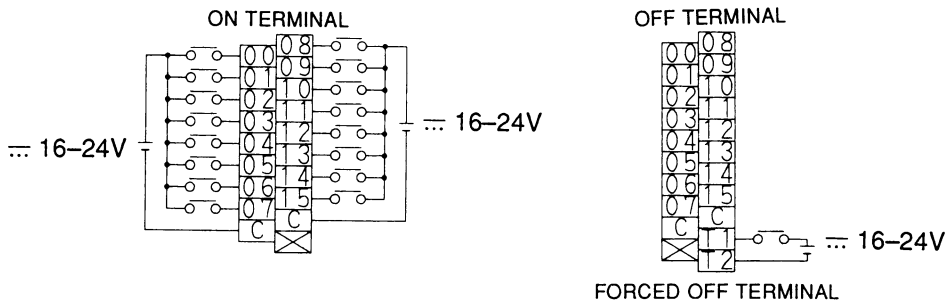 ON TERMINAL
OFF TERMINAL
00
01
02
03
04
05
06
07
C
08
09
10
11
12
13
14
15
C
⎓ 16–24V
⎓ 16–24V
00
01
02
03
04
05
06
07
C
08
09
10
11
12
13
14
15
C
T1
T2
⎓ 16–24V
FORCED OFF TERMINAL